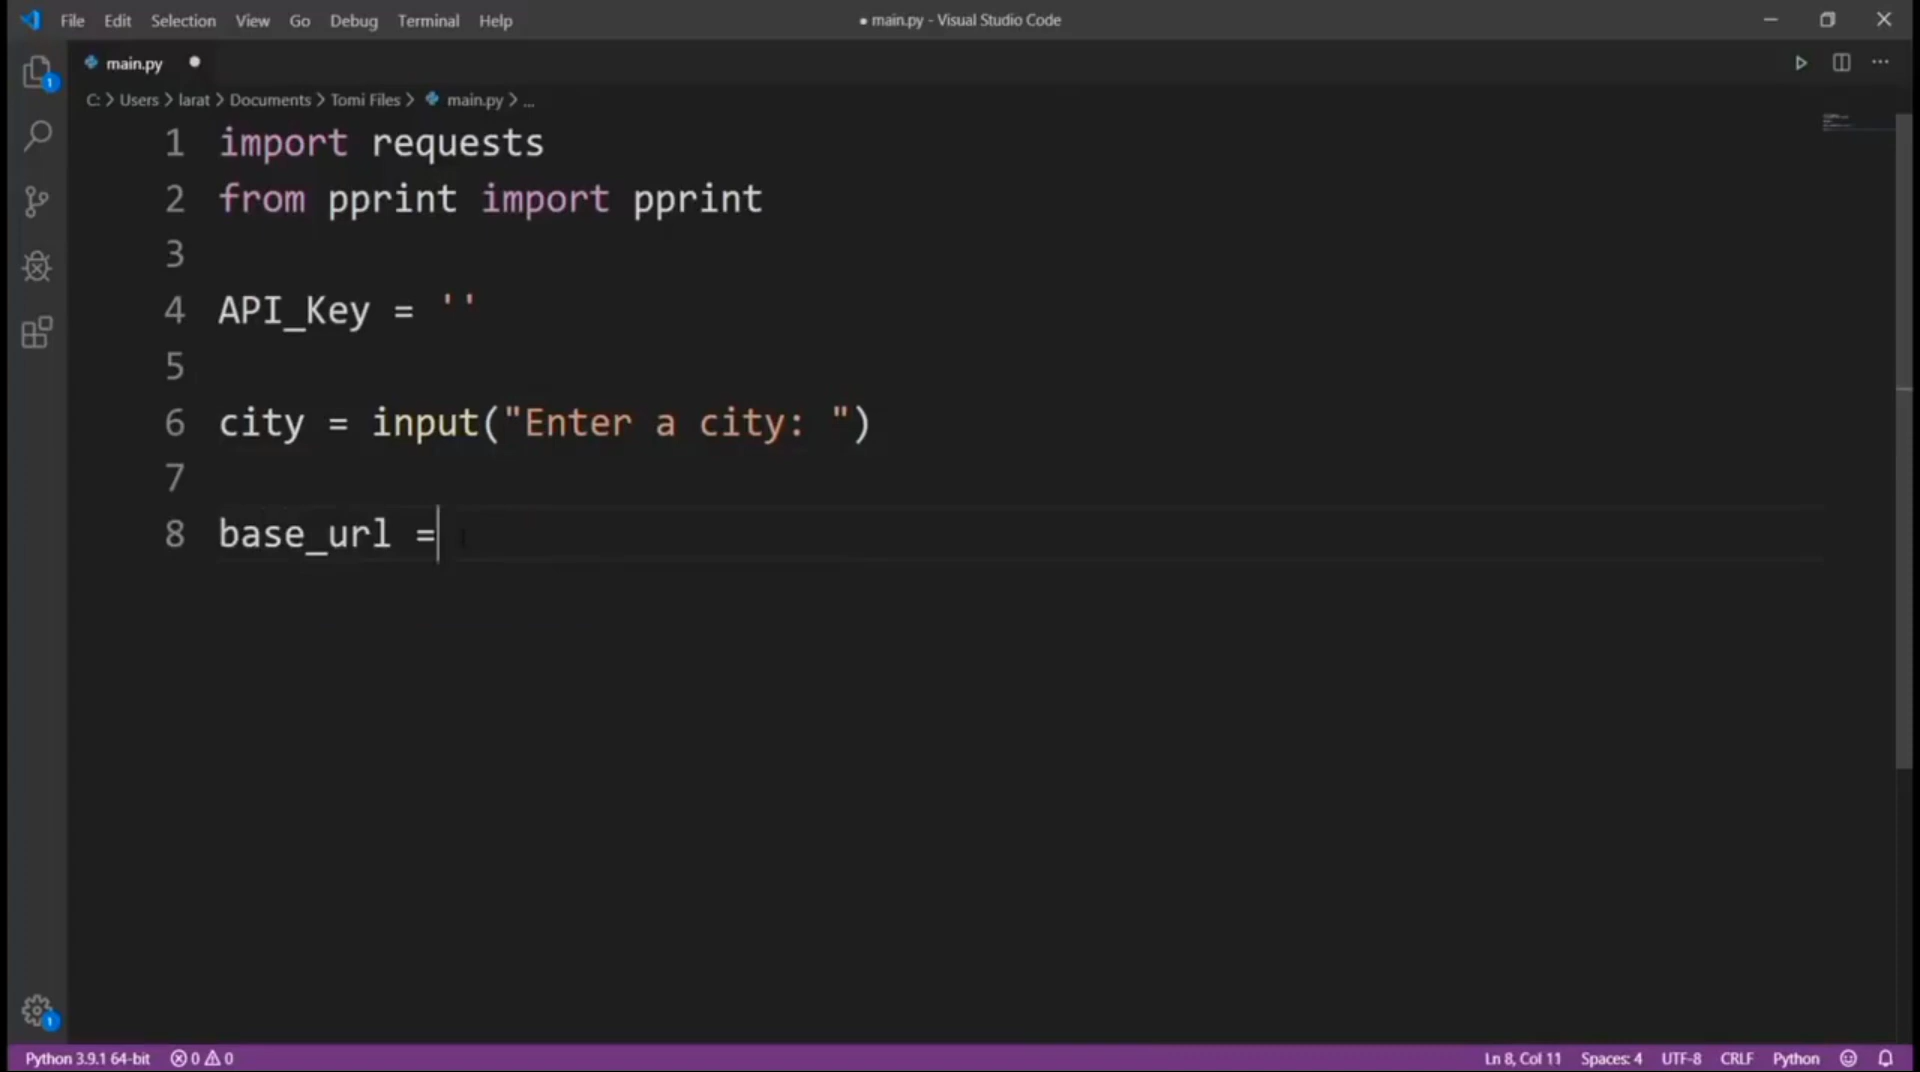 File Edit Selection View Go Debug Terminal Help
● main.py - Visual Studio Code
main.py
C: > Users > larat > Documents > Tomi Files > main.py > ...
1 import requests
2 from pprint import pprint
3
4 API_Key = ''
5
6 city = input("Enter a city: ")
7
8 base_url =
1
1
Python 3.9.1 64-bit 0 0 Ln 8, Col 11 Spaces: 4 UTF-8 CRLF Python